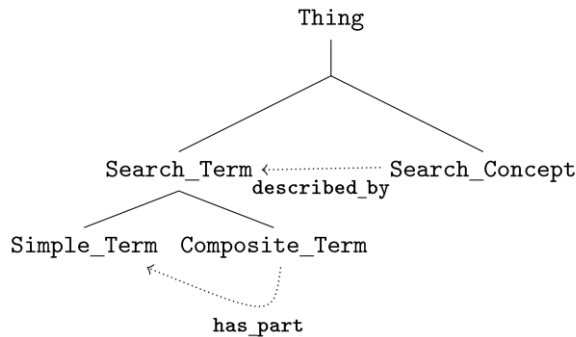 Thing
Search_Term
Search_Concept
described_by
Simple_Term
Composite_Term
has_part